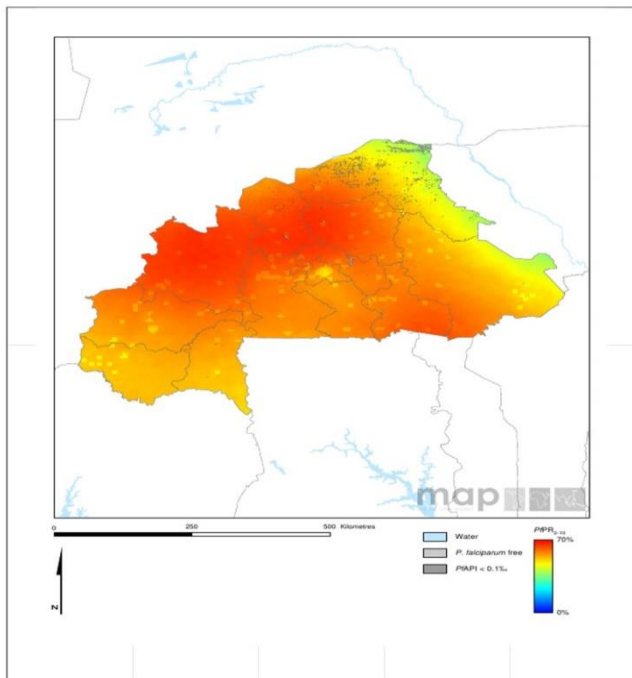 map
0 250 500 Kilometres
Water
P. falciparum free
PfAPI < 0.1‰
PfPR2-10
70%
0%
N